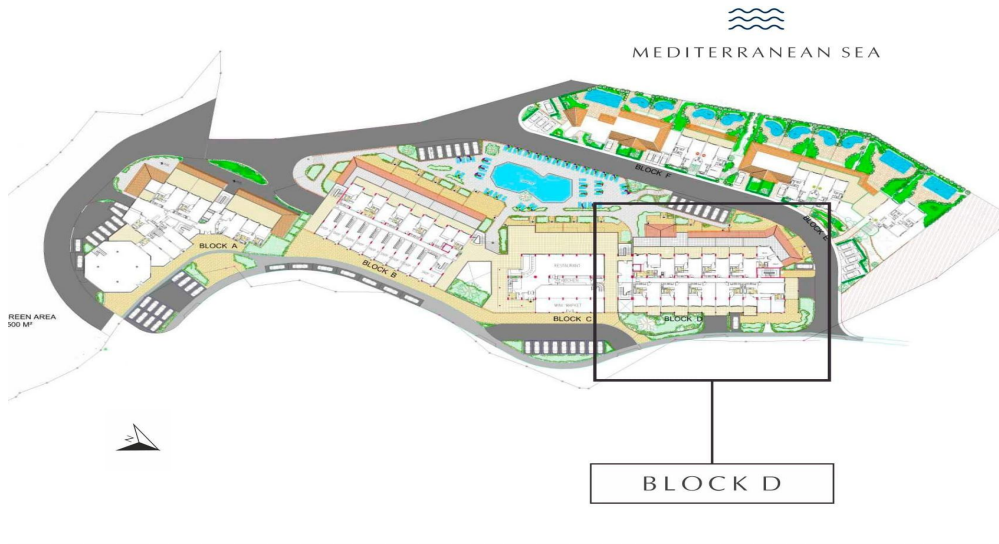 MEDITERRANEAN SEA
BLOCK F
BLOCK E
BLOCK A
BLOCK B
RESTAURANT
MINI MARKET
BLOCK C
BLOCK D
REEN AREA
500 M²
N
BLOCK D